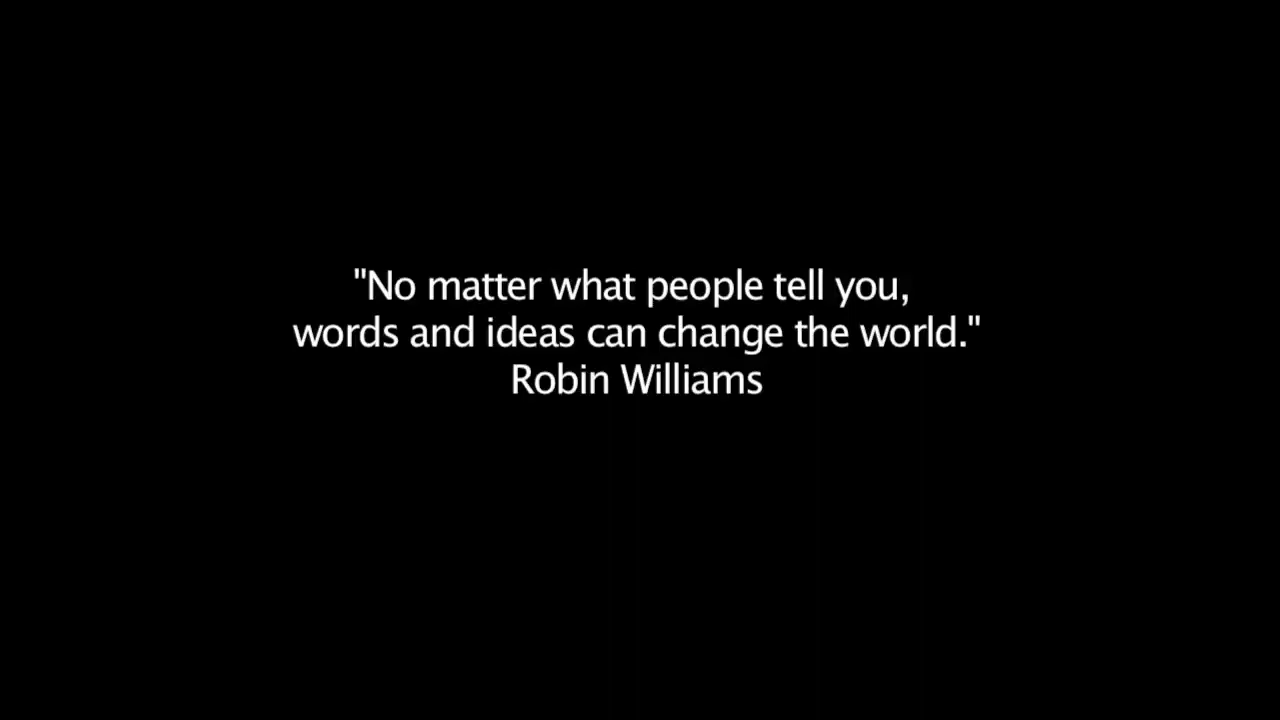 "No matter what people tell you,
words and ideas can change the world."
Robin Williams